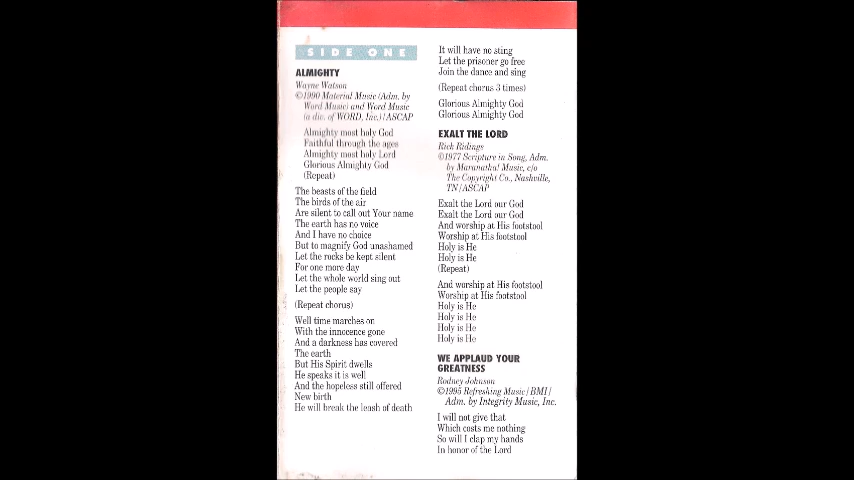 SIDE ONE
ALMIGHTY
Wayne Watson
©1990 Material Music (Adm. by
Word Music) and Word Music
(a div. of WORD, Inc.)/ASCAP
Almighty most holy God
Faithful through the ages
Almighty most holy Lord
Glorious Almighty God
(Repeat)
The beasts of the field
The birds of the air
Are silent to call out Your name
The earth has no voice
And I have no choice
But to magnify God unashamed
Let the rocks be kept silent
For one more day
Let the whole world sing out
Let the people say
(Repeat chorus)
Well time marches on
With the innocence gone
And a darkness has covered
The earth
But His Spirit dwells
He speaks it is well
And the hopeless still offered
New birth
He will break the leash of death
It will have no sting
Let the prisoner go free
Join the dance and sing
(Repeat chorus 3 times)
Glorious Almighty God
Glorious Almighty God
EXALT THE LORD
Rick Ridings
©1977 Scripture in Song, Adm.
by Maranatha! Music, c/o
The Copyright Co., Nashville,
TN/ASCAP
Exalt the Lord our God
Exalt the Lord our God
And worship at His footstool
Worship at His footstool
Holy is He
Holy is He
(Repeat)
And worship at His footstool
Worship at His footstool
Holy is He
Holy is He
Holy is He
Holy is He
WE APPLAUD YOUR
GREATNESS
Rodney Johnson
©1995 Refreshing Music/BMI/
Adm. by Integrity Music, Inc.
I will not give that
Which costs me nothing
So will I clap my hands
In honor of the Lord